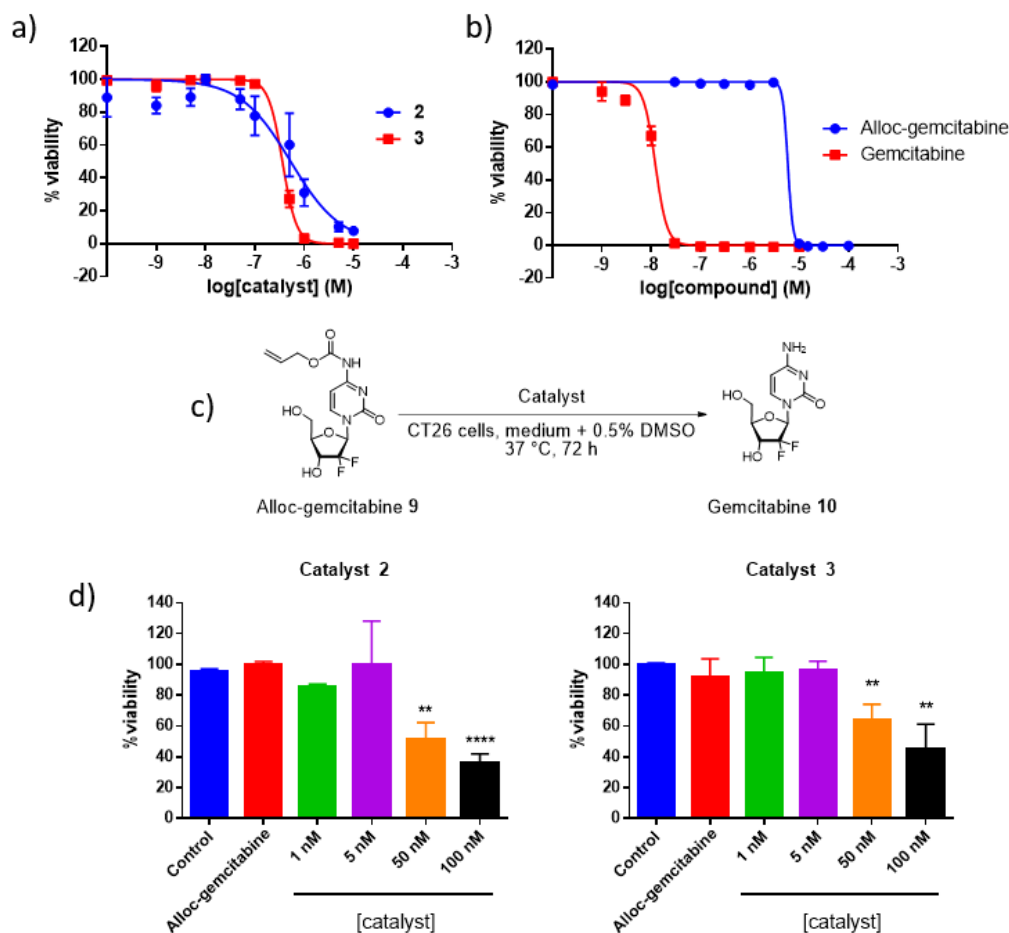 a)
120
100
80
60
40
20
0
-20
% viability
-9 -8 -7 -6 -5 -4 -3
log[catalyst] (M)
2
3
b)
120
100
80
60
40
20
0
-20
% viability
-9 -8 -7 -6 -5 -4 -3
log[compound] (M)
Alloc-gemcitabine
Gemcitabine
c)
O
O
NH
N
N
O
HO
O
F
F
HO
Alloc-gemcitabine 9
Catalyst
CT26 cells, medium + 0.5% DMSO
37 °C, 72 h
NH2
N
N
O
HO
O
F
F
HO
Gemcitabine 10
d)
Catalyst 2
140
120
100
80
60
40
20
0
% viability
**
****
Control
Alloc-gemcitabine
1 nM
5 nM
50 nM
100 nM
[catalyst]
Catalyst 3
140
120
100
80
60
40
20
0
% viability
**
**
Control
Alloc-gemcitabine
1 nM
5 nM
50 nM
100 nM
[catalyst]